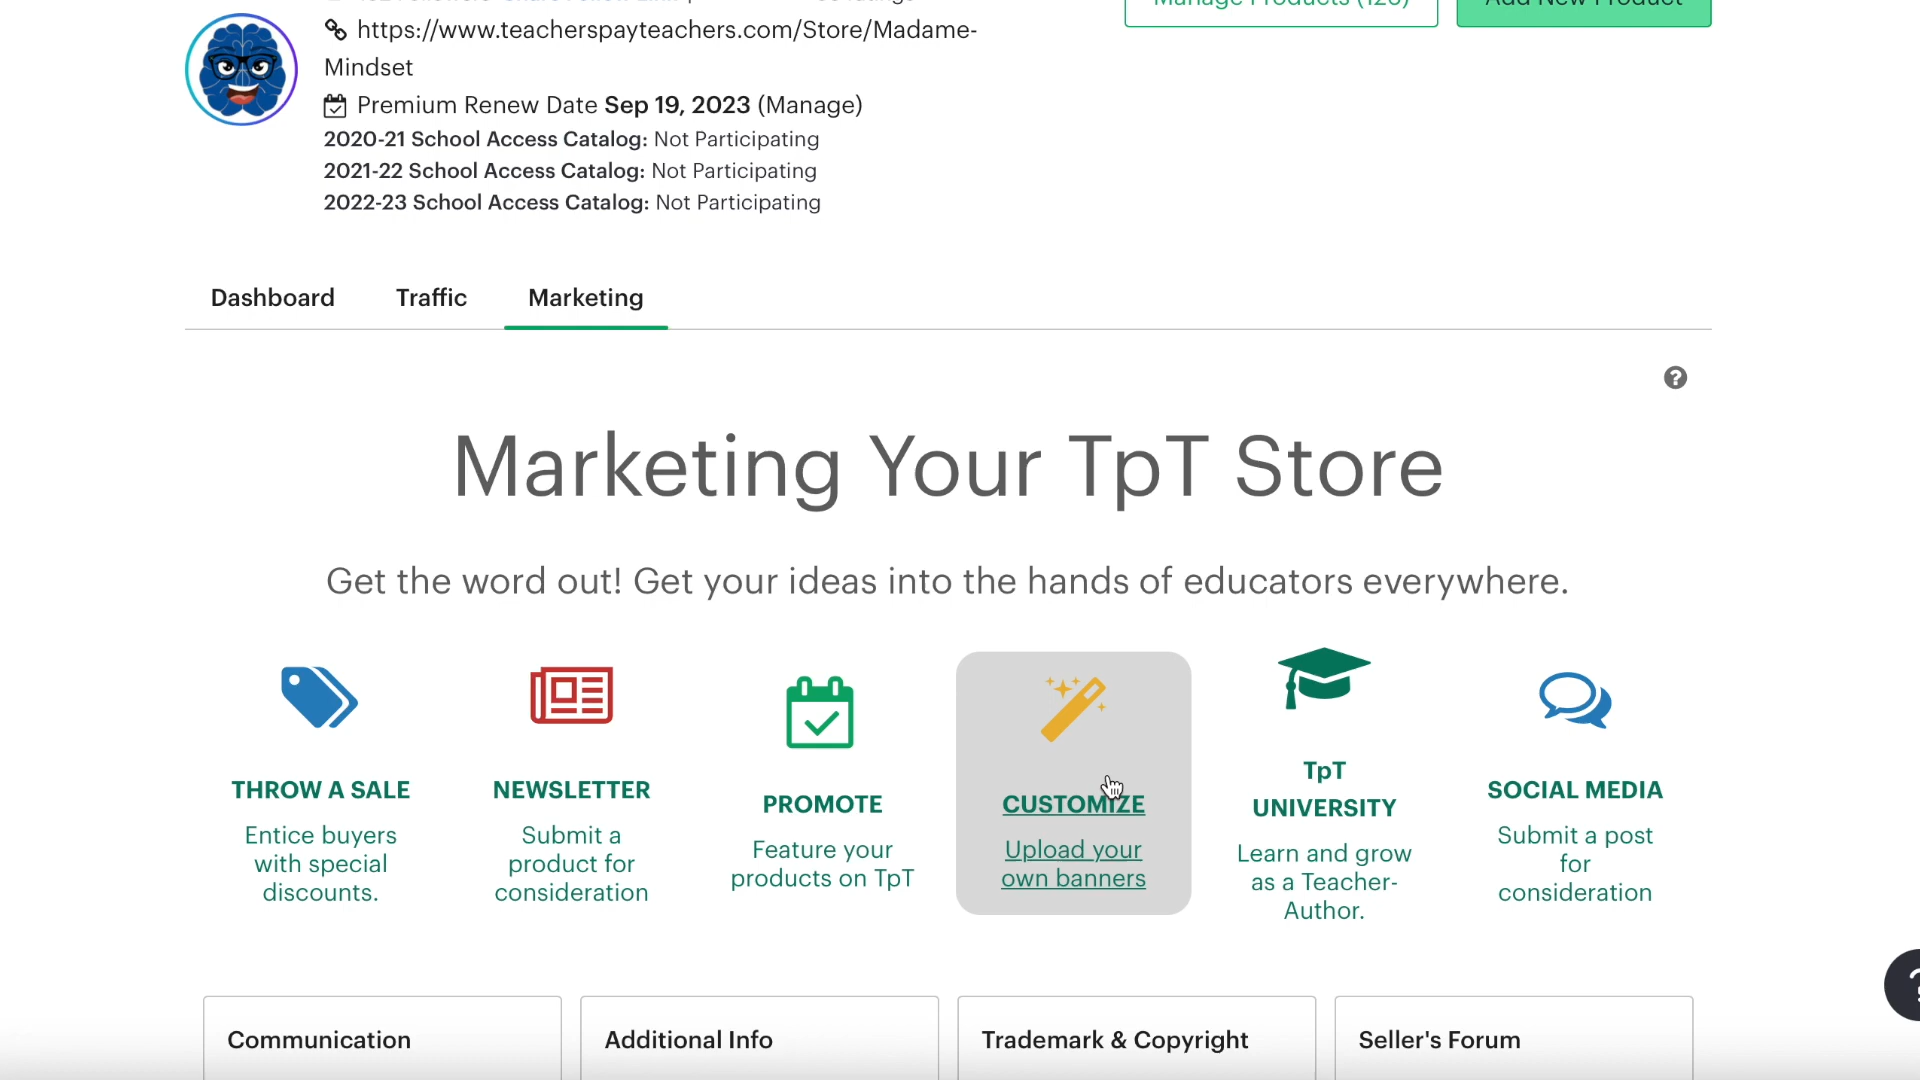 https://www.teacherspayteachers.com/Store/Madame-
Mindset
Premium Renew Date Sep 19, 2023 (Manage)
2020-21 School Access Catalog: Not Participating
2021-22 School Access Catalog: Not Participating
2022-23 School Access Catalog: Not Participating
Manage Products (126)
Add New Product
Dashboard
Traffic
Marketing
Marketing Your TpT Store
Get the word out! Get your ideas into the hands of educators everywhere.
THROW A SALE
Entice buyers
with special
discounts.
NEWSLETTER
Submit a
product for
consideration
PROMOTE
Feature your
products on TpT
CUSTOMIZE
Upload your
own banners
TpT
UNIVERSITY
Learn and grow
as a Teacher-
Author.
SOCIAL MEDIA
Submit a post
for
consideration
Communication
Additional Info
Trademark & Copyright
Seller's Forum